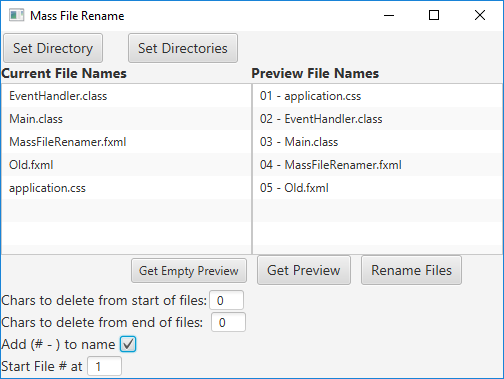 Mass File Rename
Set Directory Set Directories
Current File Names Preview File Names
EventHandler.class 01 - application.css
Main.class 02 - EventHandler.class
MassFileRenamer.fxml 03 - Main.class
Old.fxml 04 - MassFileRenamer.fxml
application.css 05 - Old.fxml
Get Empty Preview Get Preview Rename Files
Chars to delete from start of files: 0
Chars to delete from end of files: 0
Add (# - ) to name
Start File # at 1